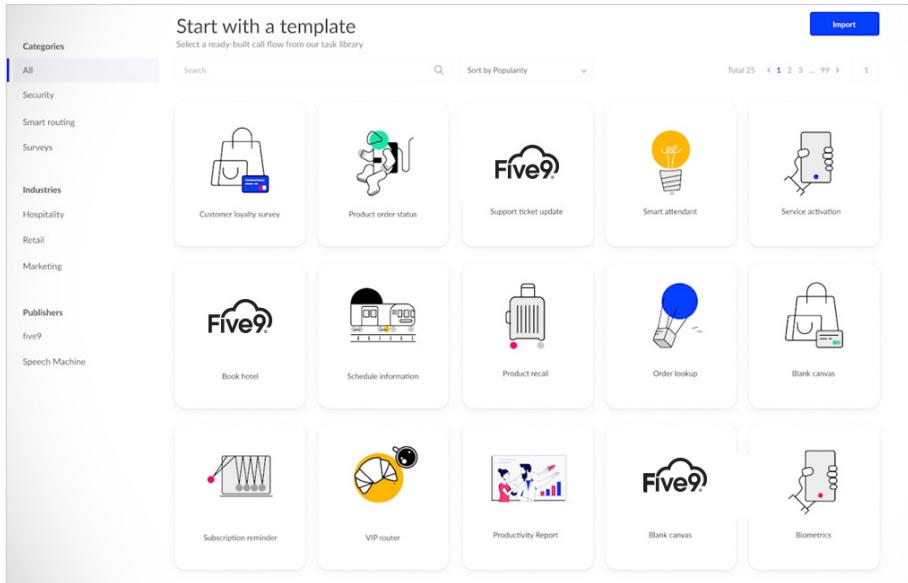 Start with a template
Select a ready-built call flow from our task library
Import
Categories
All
Security
Smart routing
Surveys
Industries
Hospitality
Retail
Marketing
Publishers
five9
Speech Machine
Search
Sort by Popularity
Total 25 < 1 2 3 ... 99 > 1
Customer loyalty survey
Product order status
Five9
Support ticket update
Smart attendant
Service activation
Five9
Book hotel
Schedule information
Product recall
Order lookup
Blank canvas
Subscription reminder
VIP router
Productivity Report
Five9
Blank canvas
Biometrics